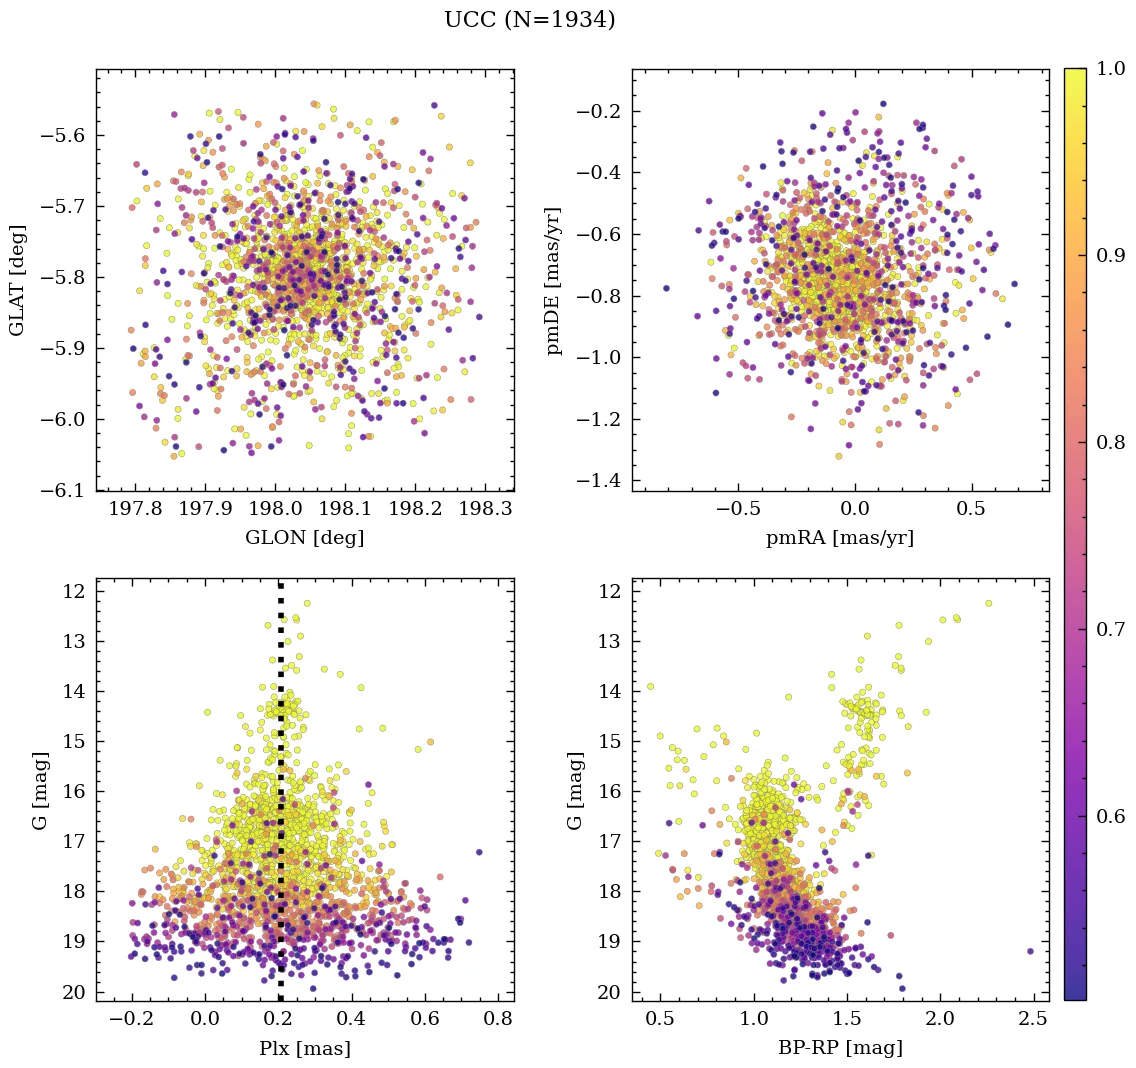 UCC (N=1934)
−5.6
−5.7
−5.8
−5.9
−6.0
−6.1
GLAT [deg]
197.8 197.9 198.0 198.1 198.2 198.3
GLON [deg]
−0.2
−0.4
−0.6
−0.8
−1.0
−1.2
−1.4
pmDE [mas/yr]
−0.5 0.0 0.5
pmRA [mas/yr]
12
13
14
15
16
17
18
19
20
G [mag]
−0.2 0.0 0.2 0.4 0.6 0.8
Plx [mas]
12
13
14
15
16
17
18
19
20
G [mag]
0.5 1.0 1.5 2.0 2.5
BP-RP [mag]
1.0
0.9
0.8
0.7
0.6